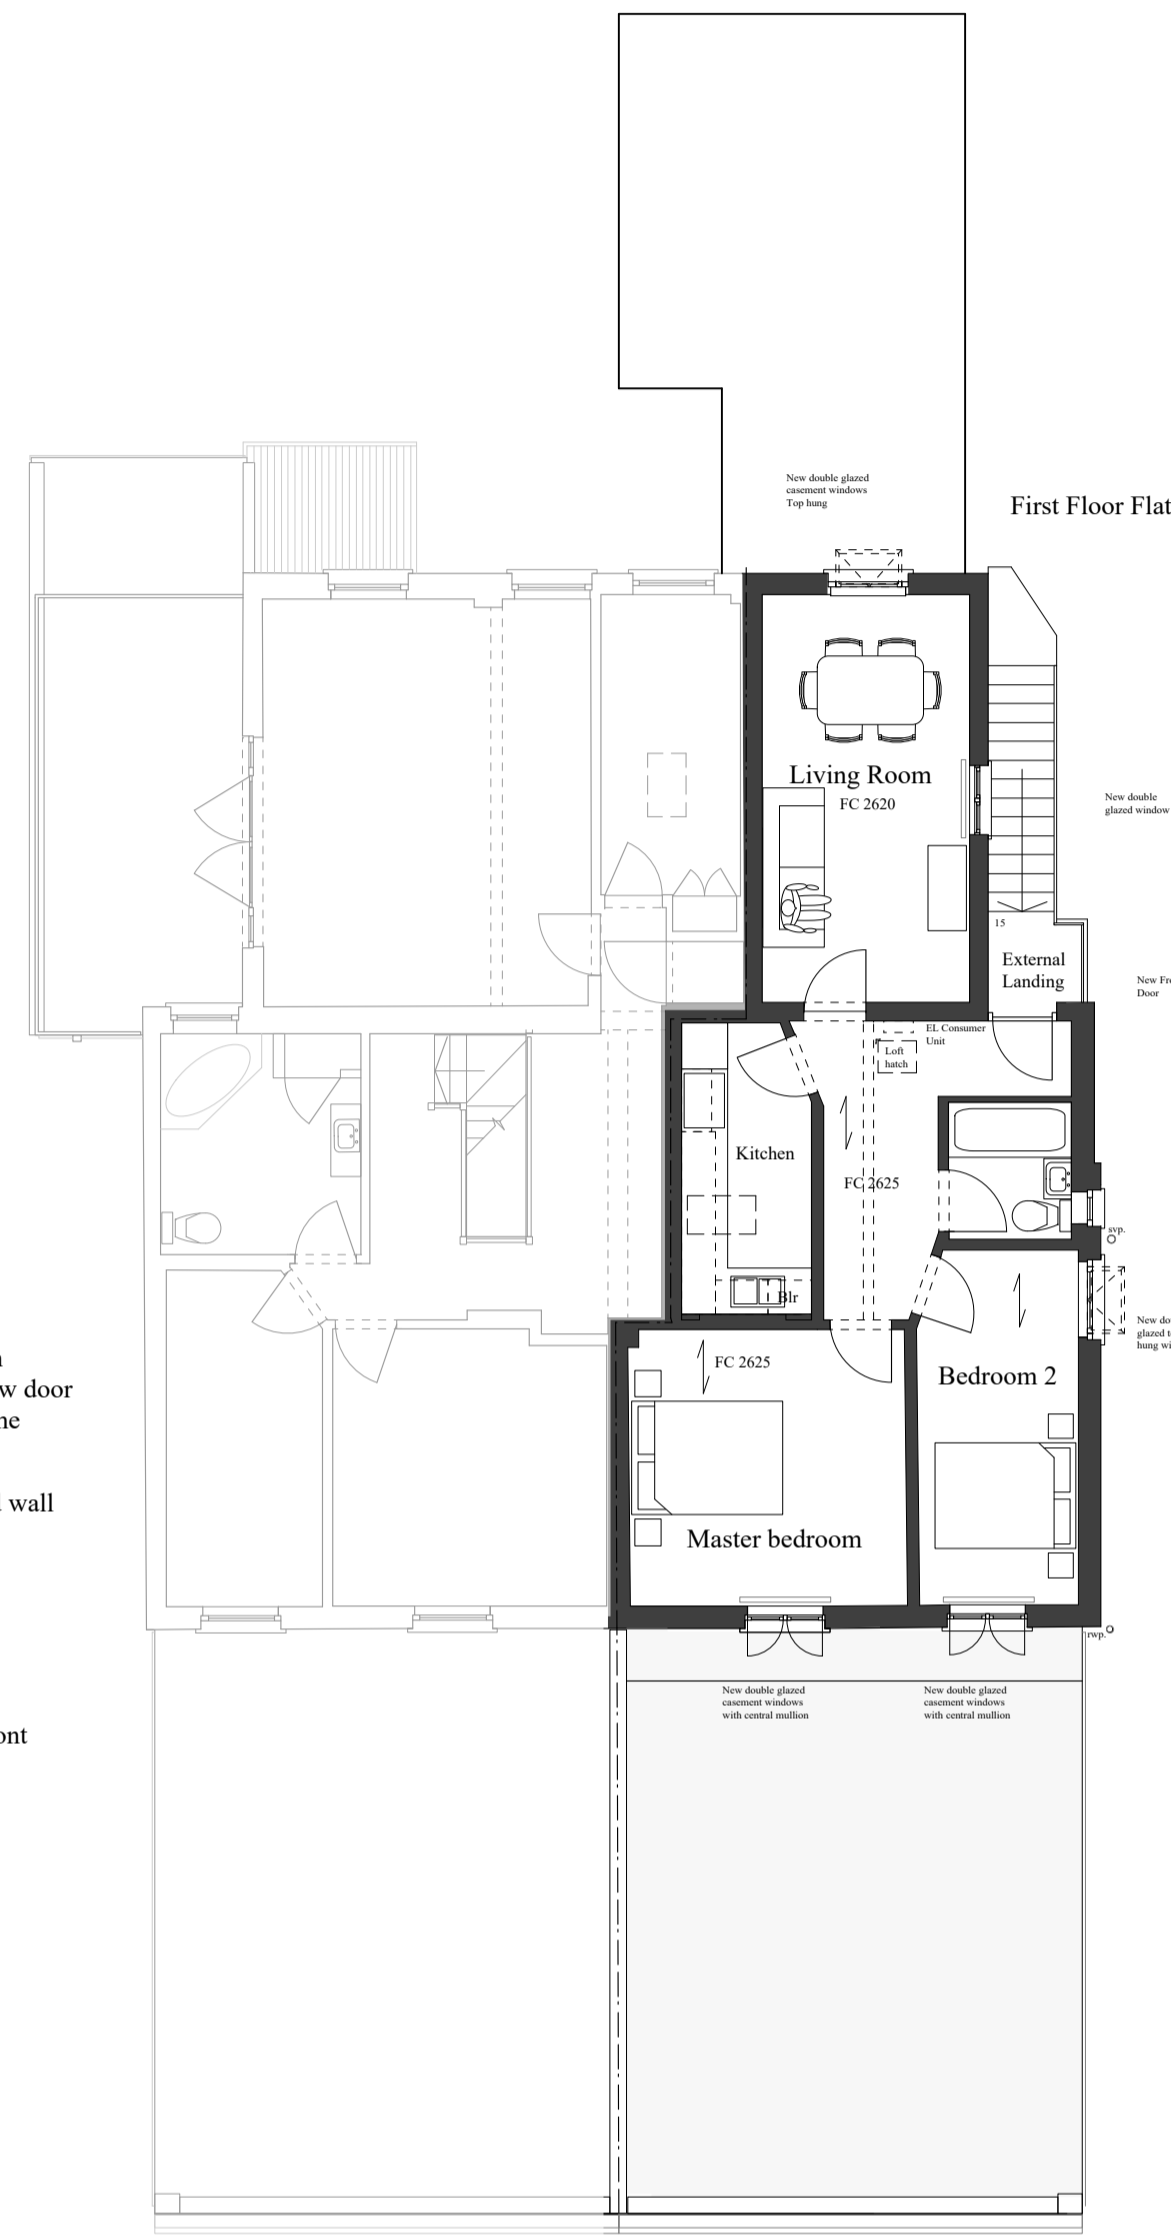 New double glazed
casement windows
Top hung
First Floor Flat
Living Room
FC 2620
New double
glazed window
15
External
Landing
New Fro
Door
EL Consumer
Unit
Loft
hatch
Kitchen
FC 2625
svp.
Blr
New dou
glazed to
hung wi
FC 2625
Bedroom 2
w door
ne
wall
Master bedroom
rwp.
New double glazed
casement windows
with central mullion
New double glazed
casement windows
with central mullion
ont